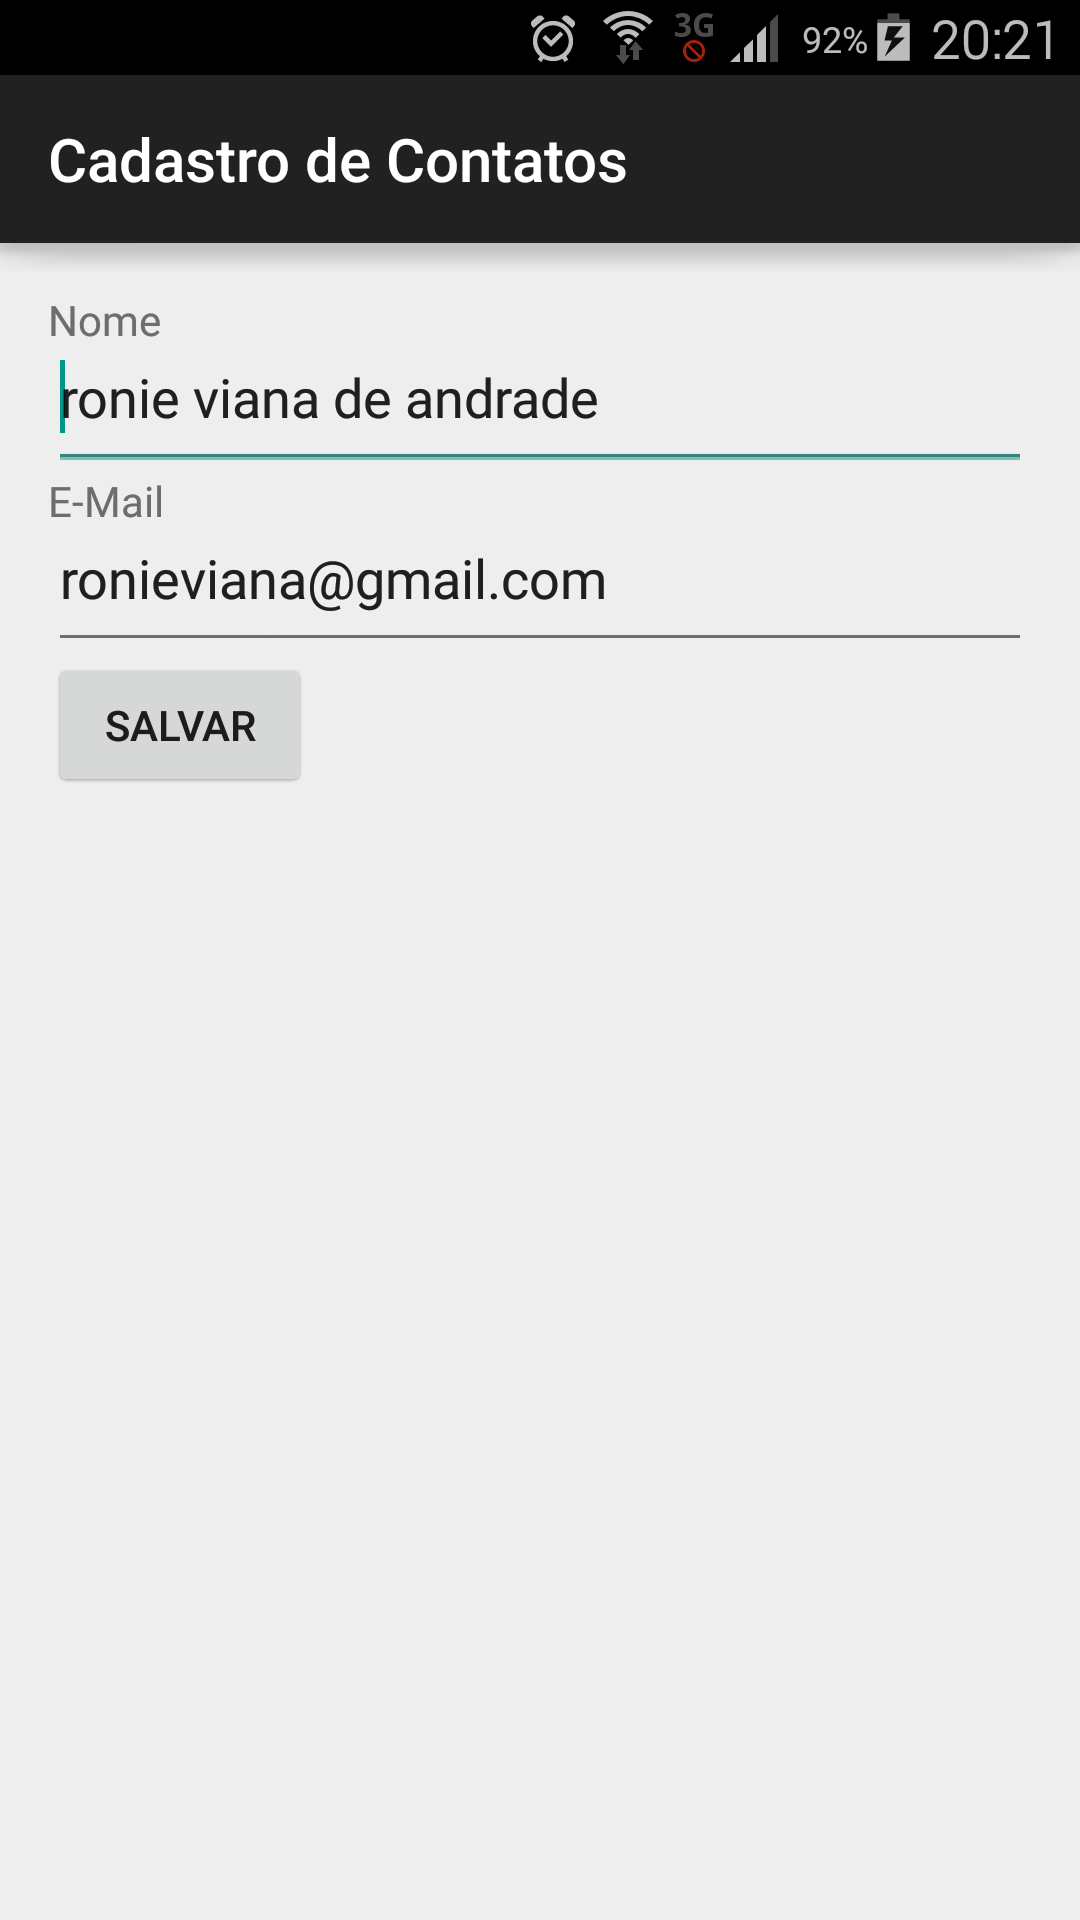 3G 92% 20:21
Cadastro de Contatos
Nome
ronie viana de andrade
E-Mail
ronieviana@gmail.com
SALVAR